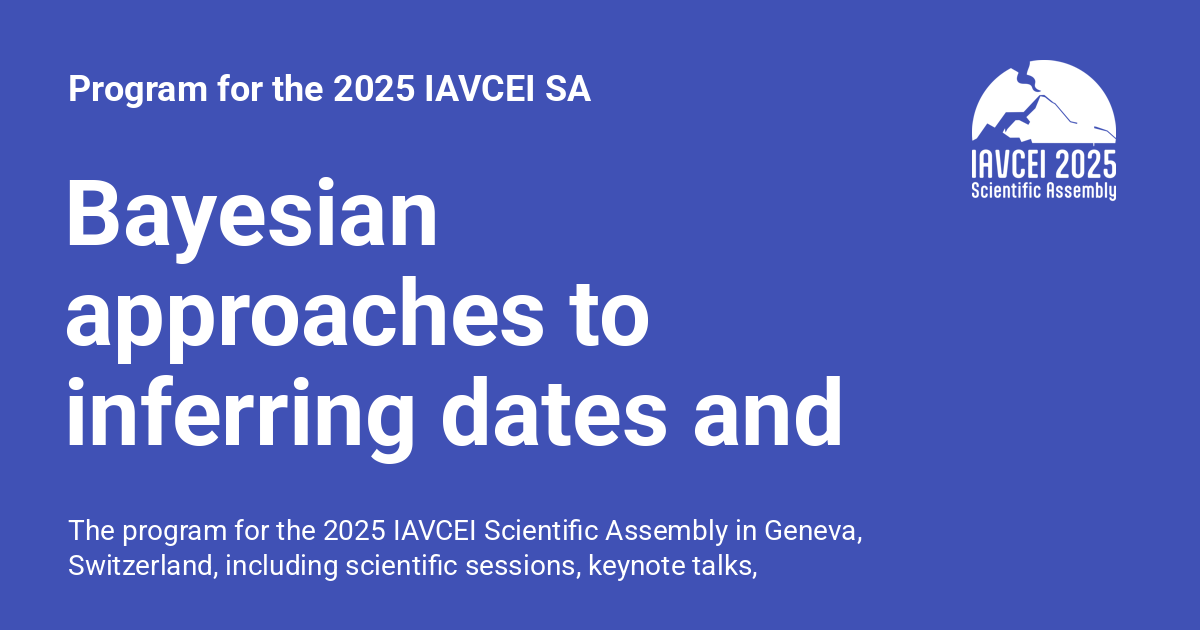 Program for the 2025 IAVCEI SA
IAVCEI 2025
Scientific Assembly
Bayesian
approaches to
inferring dates and
The program for the 2025 IAVCEI Scientific Assembly in Geneva,
Switzerland, including scientific sessions, keynote talks,